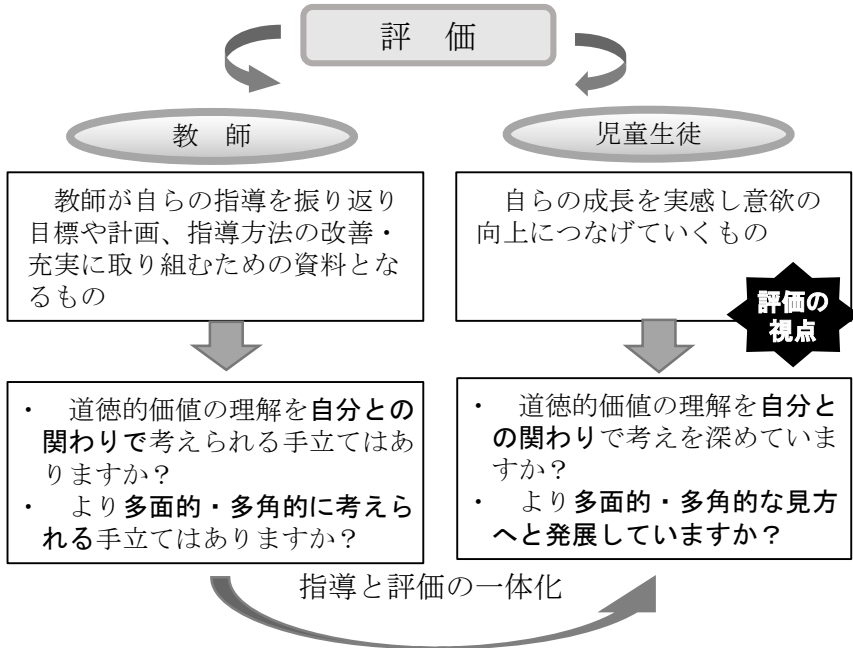 評　価
教　師
児童生徒
　教師が自らの指導を振り返り
目標や計画、指導方法の改善・
充実に取り組むための資料とな
るもの
　自らの成長を実感し意欲の
向上につなげていくもの
評価の
視点
・　道徳的価値の理解を自分との
関わりで考えられる手立てはあ
りますか？
・　より多面的・多角的に考えら
れる手立てはありますか？
・　道徳的価値の理解を自分と
の関わりで考えを深めていま
すか？
・　より多面的・多角的な見方
へと発展していますか？
指導と評価の一体化